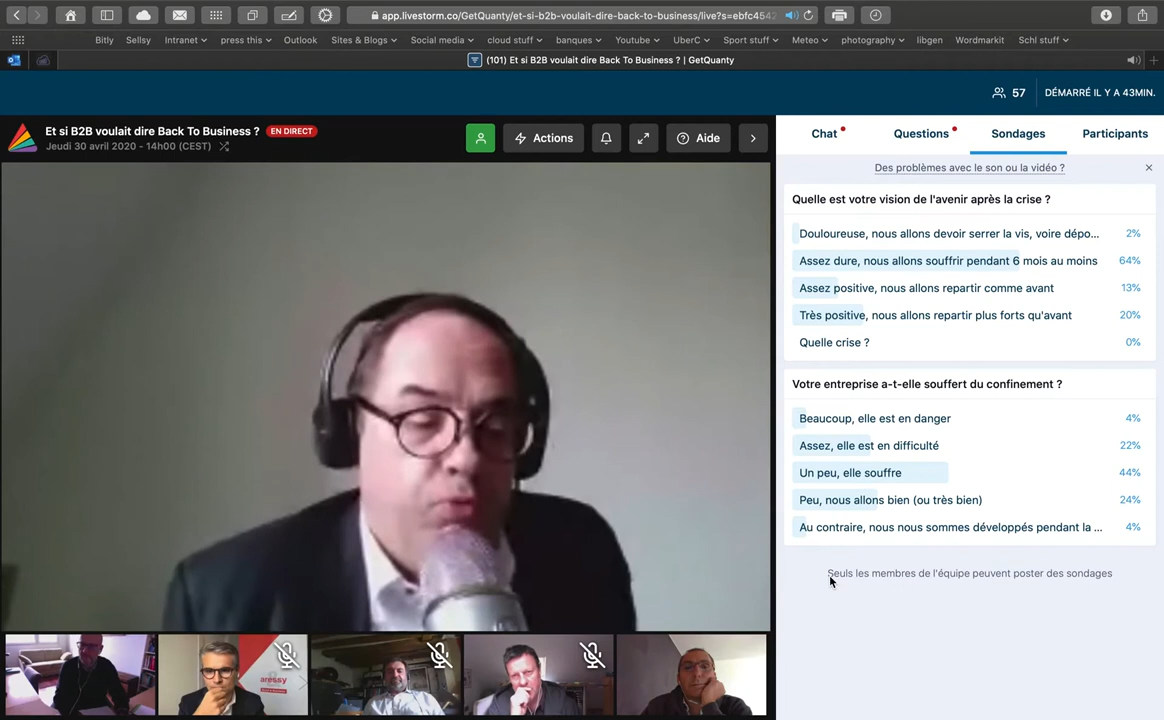 app.livestorm.co/GetQuanty/et-si-b2b-voulait-dire-back-to-business/live?s=ebfc4542
Bitly Sellsy Intranet press this Outlook Sites & Blogs Social media cloud stuff banques Youtube UberC Sport stuff Meteo photography libgen Wordmarkit Schl stuff
(101) Et si B2B voulait dire Back To Business ? | GetQuanty
57 DÉMARRÉ IL Y A 43MIN.
Et si B2B voulait dire Back To Business ? EN DIRECT
Jeudi 30 avril 2020 - 14h00 (CEST)
Actions Aide
Chat Questions Sondages Participants
Des problèmes avec le son ou la vidéo ?
Quelle est votre vision de l'avenir après la crise ?
Douloureuse, nous allons devoir serrer la vis, voire dépo... 2%
Assez dure, nous allons souffrir pendant 6 mois au moins 64%
Assez positive, nous allons repartir comme avant 13%
Très positive, nous allons repartir plus forts qu'avant 20%
Quelle crise ? 0%
Votre entreprise a-t-elle souffert du confinement ?
Beaucoup, elle est en danger 4%
Assez, elle est en difficulté 22%
Un peu, elle souffre 44%
Peu, nous allons bien (ou très bien) 24%
Au contraire, nous nous sommes développés pendant la ... 4%
Seuls les membres de l'équipe peuvent poster des sondages
aressy